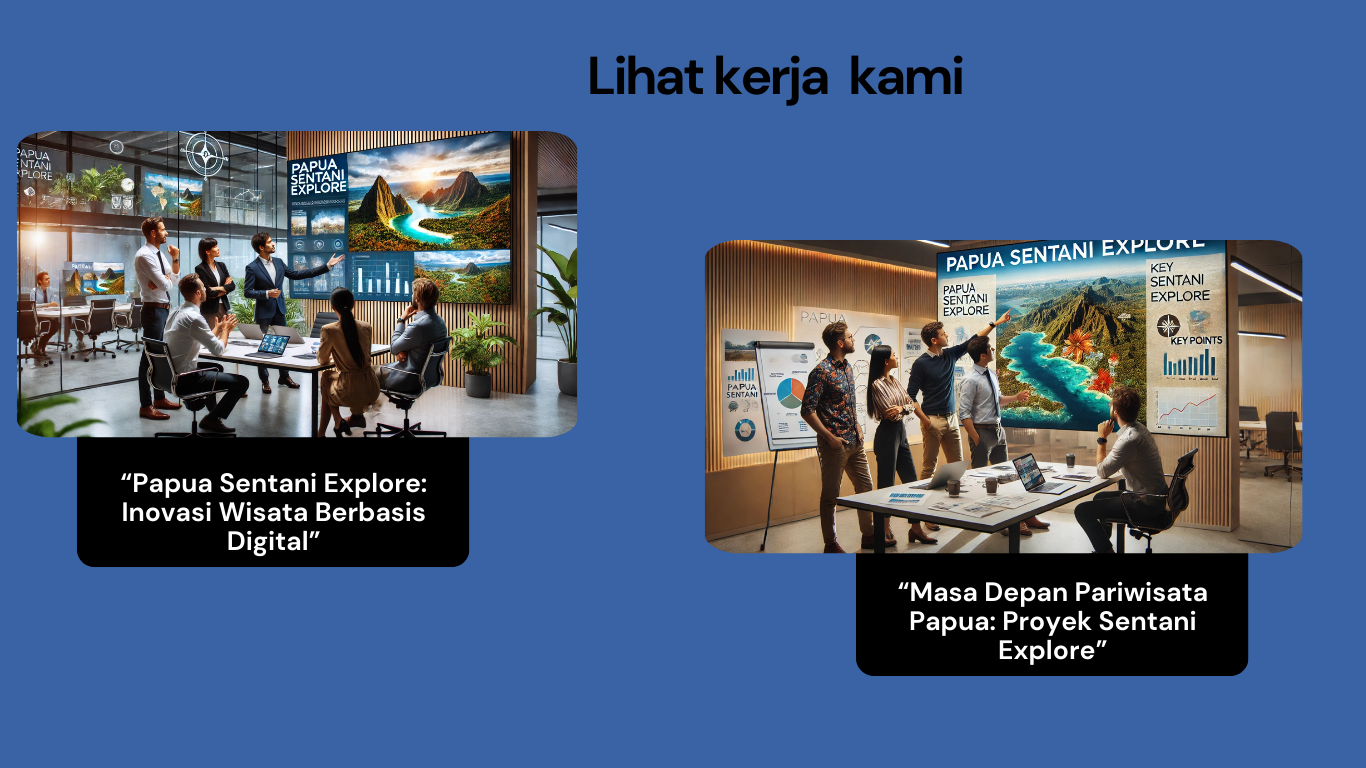 Lihat kerja  kami
PAPUA
SENTANI
EXPLORE
PAPUA
SENTANI
EXPLORE
“Papua Sentani Explore:
Inovasi Wisata Berbasis
Digital”
PAPUA SENTANI EXPLORE
PAPUA
SENTANI
EXPLORE
KEY
SENTANI
EXPLORE
KEY POINTS
PAPUA
PAPUA
SENTANI
“Masa Depan Pariwisata
Papua: Proyek Sentani
Explore”